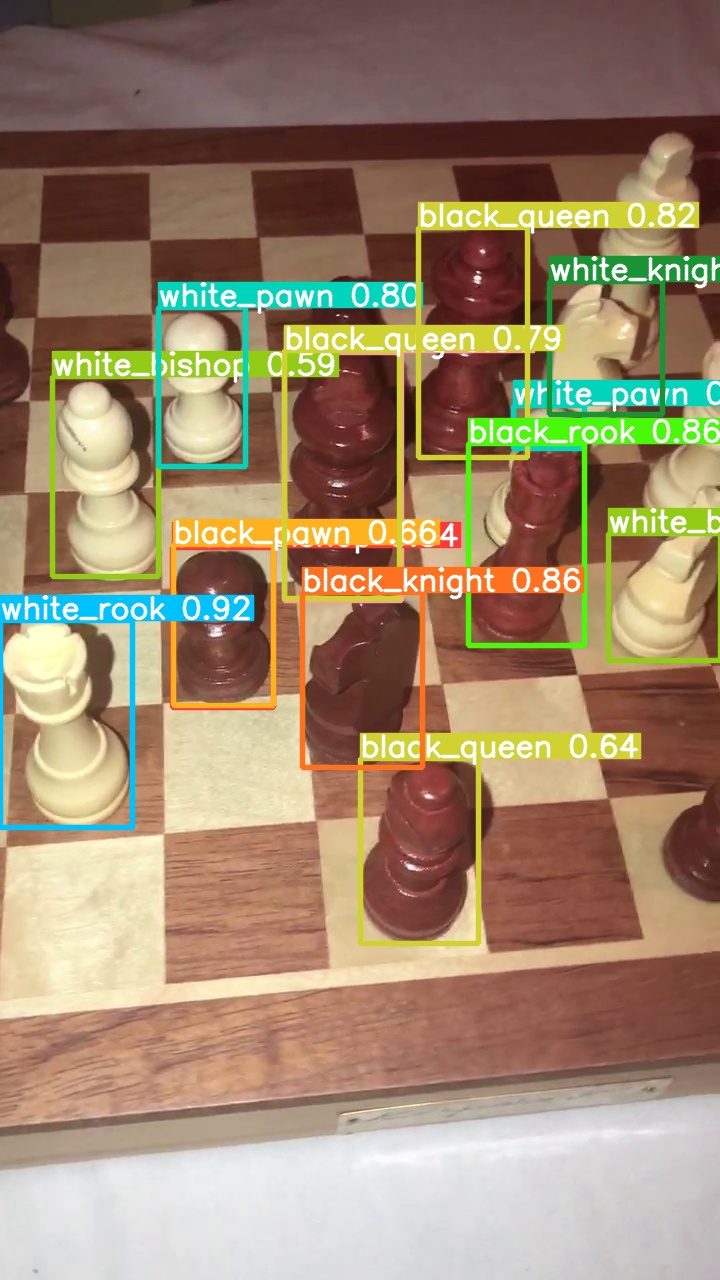 black_queen 0.82
white_knigh
white_pawn 0.80
black_queen 0.79
white_bishop 0.59
white_pawn 0
black_rook 0.86
white_b
black_pawn 0.66
4
black_knight 0.86
white_rook 0.92
black_queen 0.64